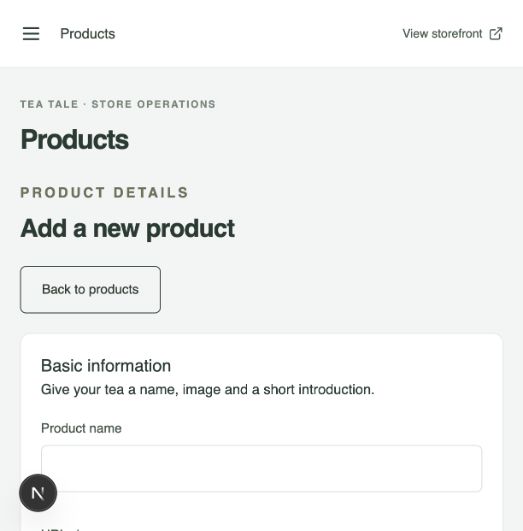 Products
View storefront
TEA TALE · STORE OPERATIONS
Products
PRODUCT DETAILS
Add a new product
Back to products
Basic information
Give your tea a name, image and a short introduction.
Product name
N